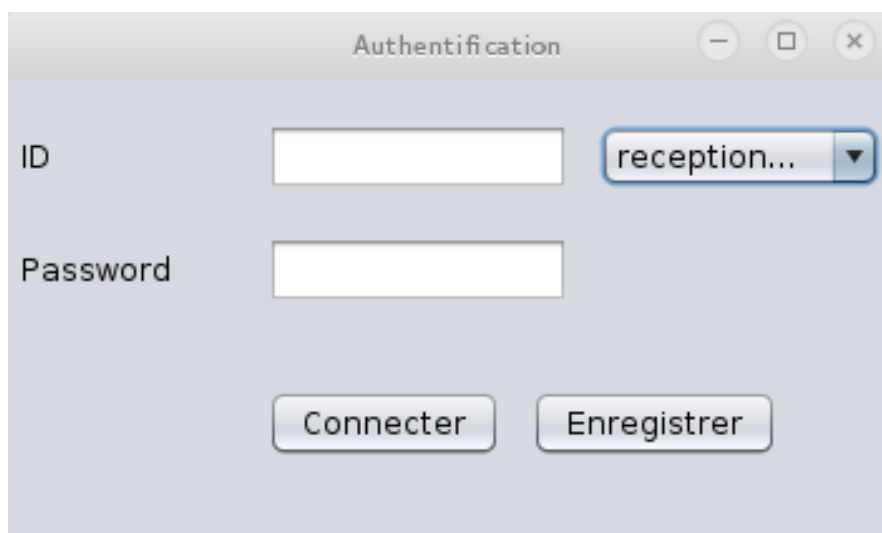 Authentification
ID reception...
Password
Connecter Enregistrer